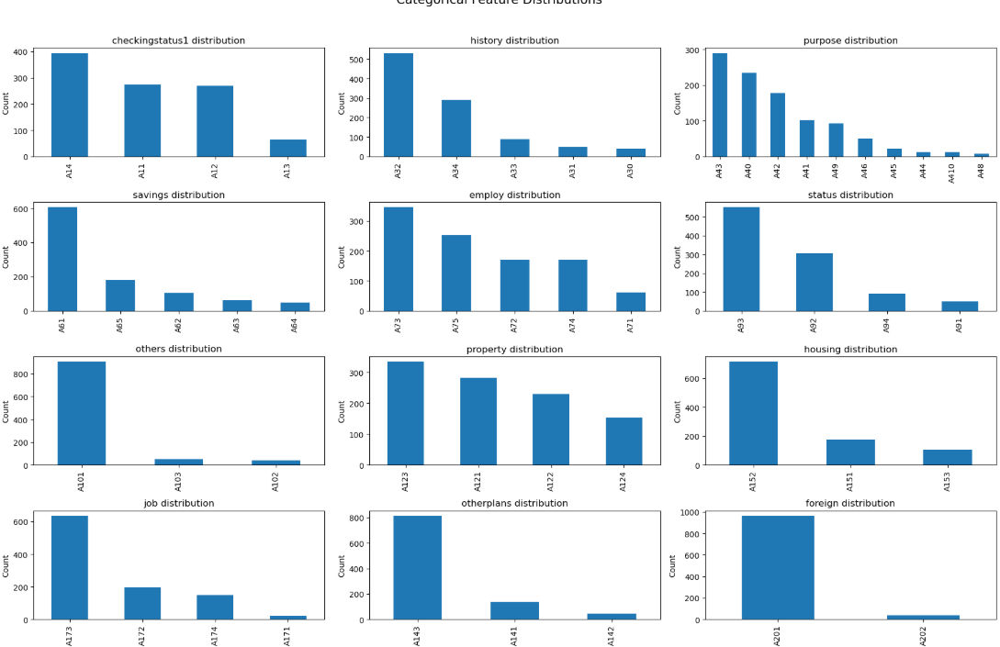 Categorical Feature Distributions
checkingstatus1 distribution
Count
400
300
200
100
0
A14
A11
A12
A13
history distribution
500
400
300
200
100
0
A32
A34
A33
A31
A30
purpose distribution
Count
300
200
100
0
A43
A40
A42
A41
A49
A46
A45
A44
A410
A48
savings distribution
Count
600
400
200
0
A61
A65
A62
A63
A64
employ distribution
Count
300
200
100
0
A73
A75
A72
A74
A71
status distribution
Count
500
400
300
200
100
0
A93
A92
A94
A91
others distribution
Count
800
600
400
200
0
A101
A103
A102
property distribution
Count
300
200
100
0
A123
A121
A122
A124
housing distribution
Count
600
400
200
0
A152
A151
A153
job distribution
Count
600
400
200
0
A173
A172
A174
A171
otherplans distribution
Count
800
600
400
200
0
A143
A141
A142
foreign distribution
Count
1000
800
600
400
200
0
A201
A202